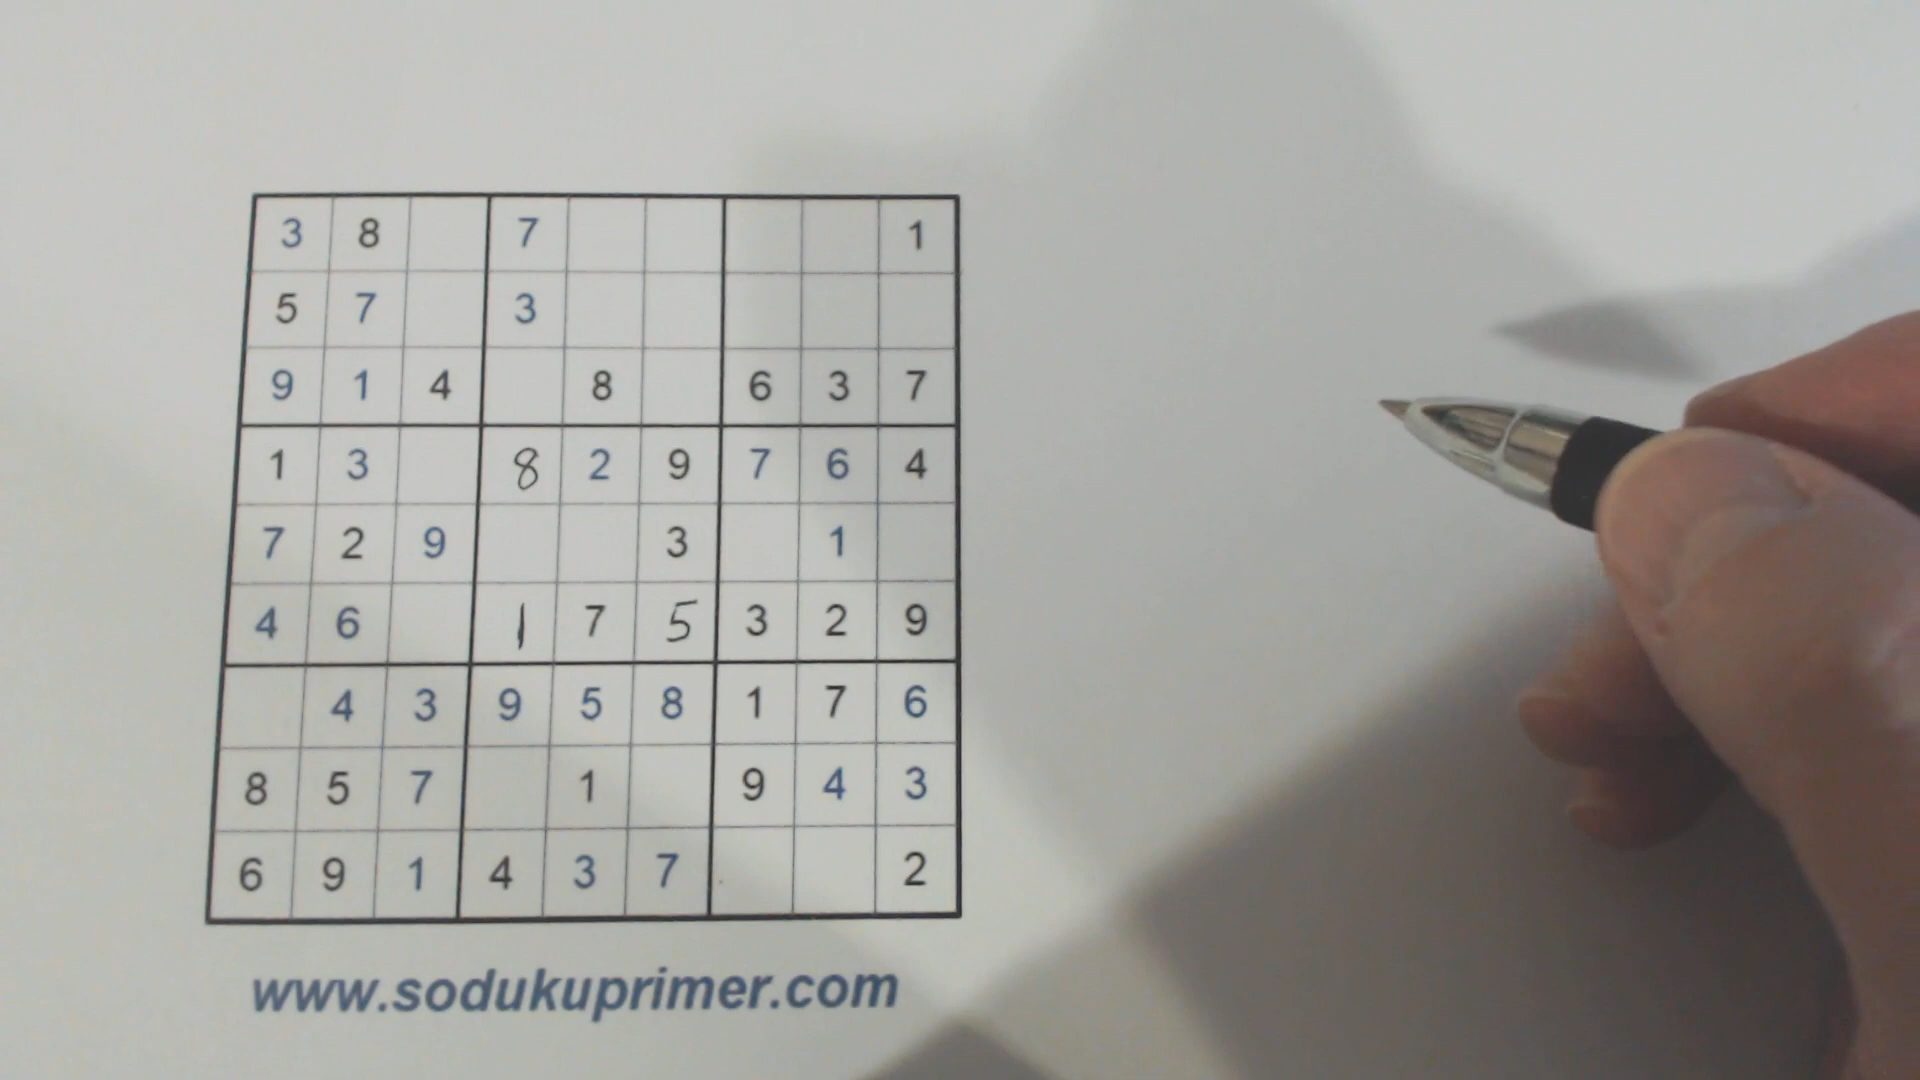 3 8 7 1
5 7 3
9 1 4 8 6 3 7
1 3 8 2 9 7 6 4
7 2 9 3 1
4 6 1 7 5 3 2 9
4 3 9 5 8 1 7 6
8 5 7 1 9 4 3
6 9 1 4 3 7 2
www.sodukuprimer.com